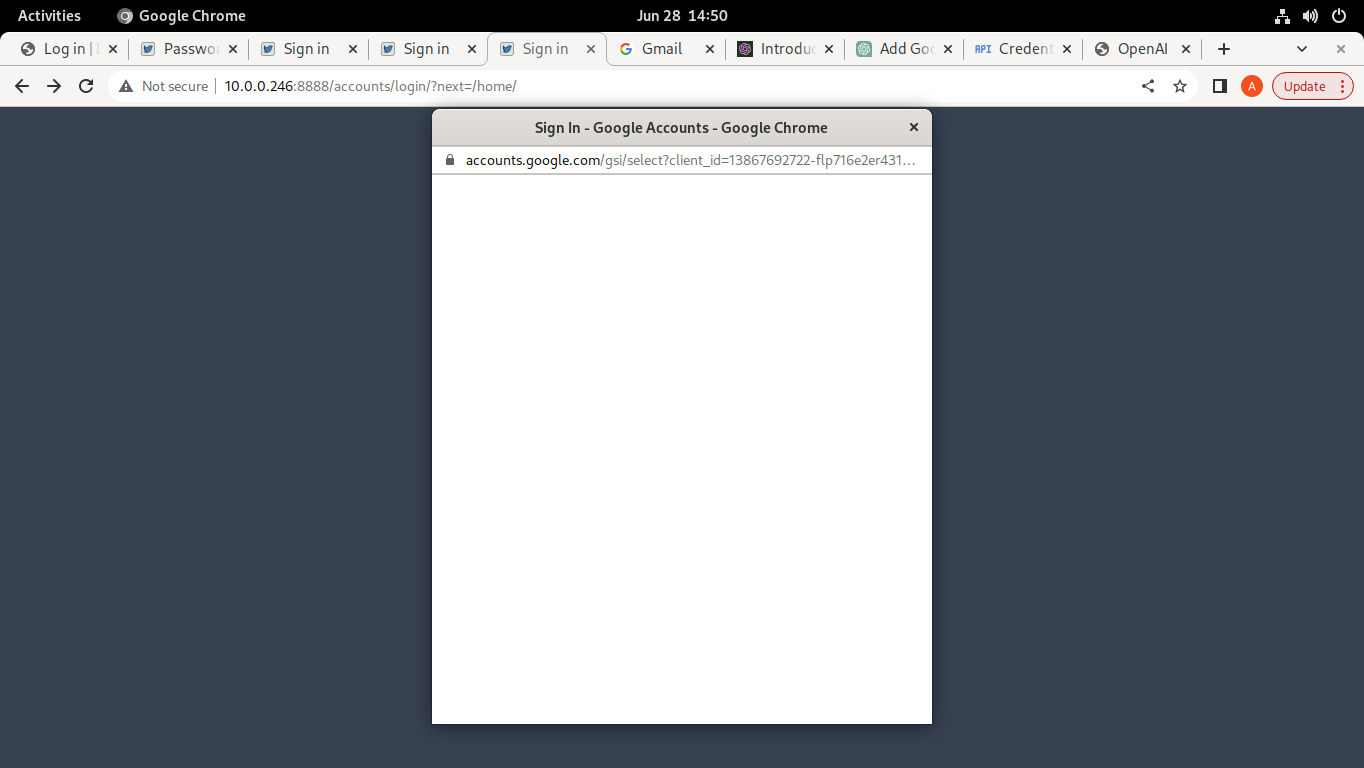 Activities Google Chrome Jun 28 14:50
Log in | Passwor Sign in Sign in Sign in Gmail Introdu Add Goo API Credent OpenAI
Not secure 10.0.0.246:8888/accounts/login/?next=/home/ A Update
Sign In - Google Accounts - Google Chrome
accounts.google.com/gsi/select?client_id=13867692722-flp716e2er431...